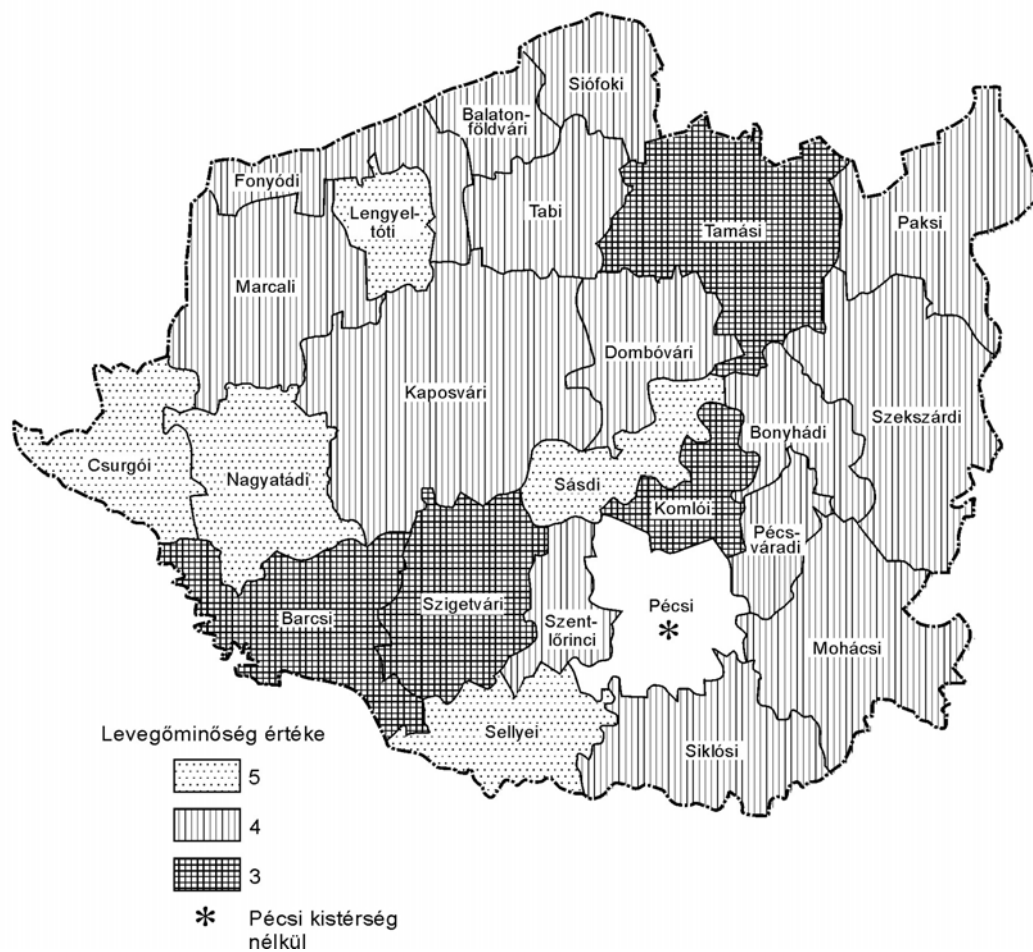 Siófoki
Balaton-
földvári
Fonyódi
Lengyel-
tóti
Tabi
Tamási
Paksi
Marcali
Dombóvári
Kaposvári
Szekszárdi
Bonyhádi
Csurgói
Nagyatádi
Sásdi
Komlói
Pécs-
váradi
Barcsi
Szigetvári
Szent-
lőrinci
Pécsi
*
Mohácsi
Sellyei
Siklósi
Levegőminőség értéke
5
4
3
* Pécsi kistérség
nélkül